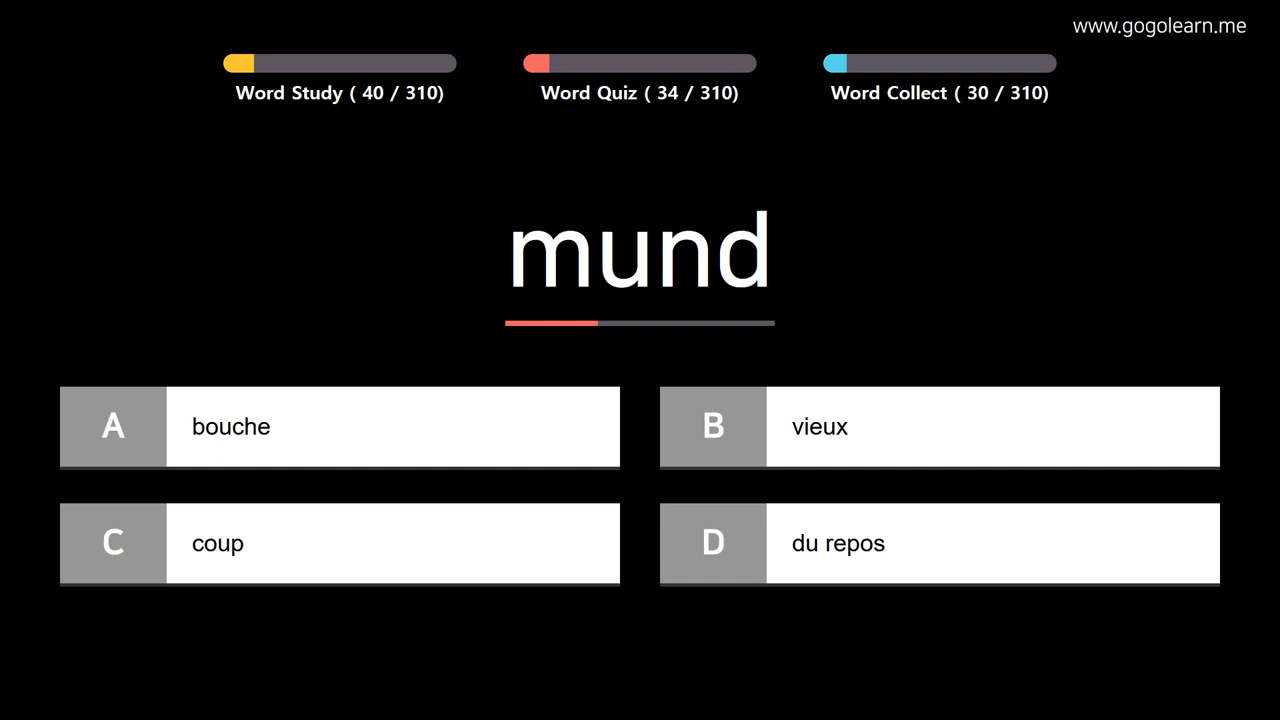 www.gogolearn.me
Word Study ( 40 / 310)
Word Quiz ( 34 / 310)
Word Collect ( 30 / 310)
mund
A bouche
B vieux
C coup
D du repos